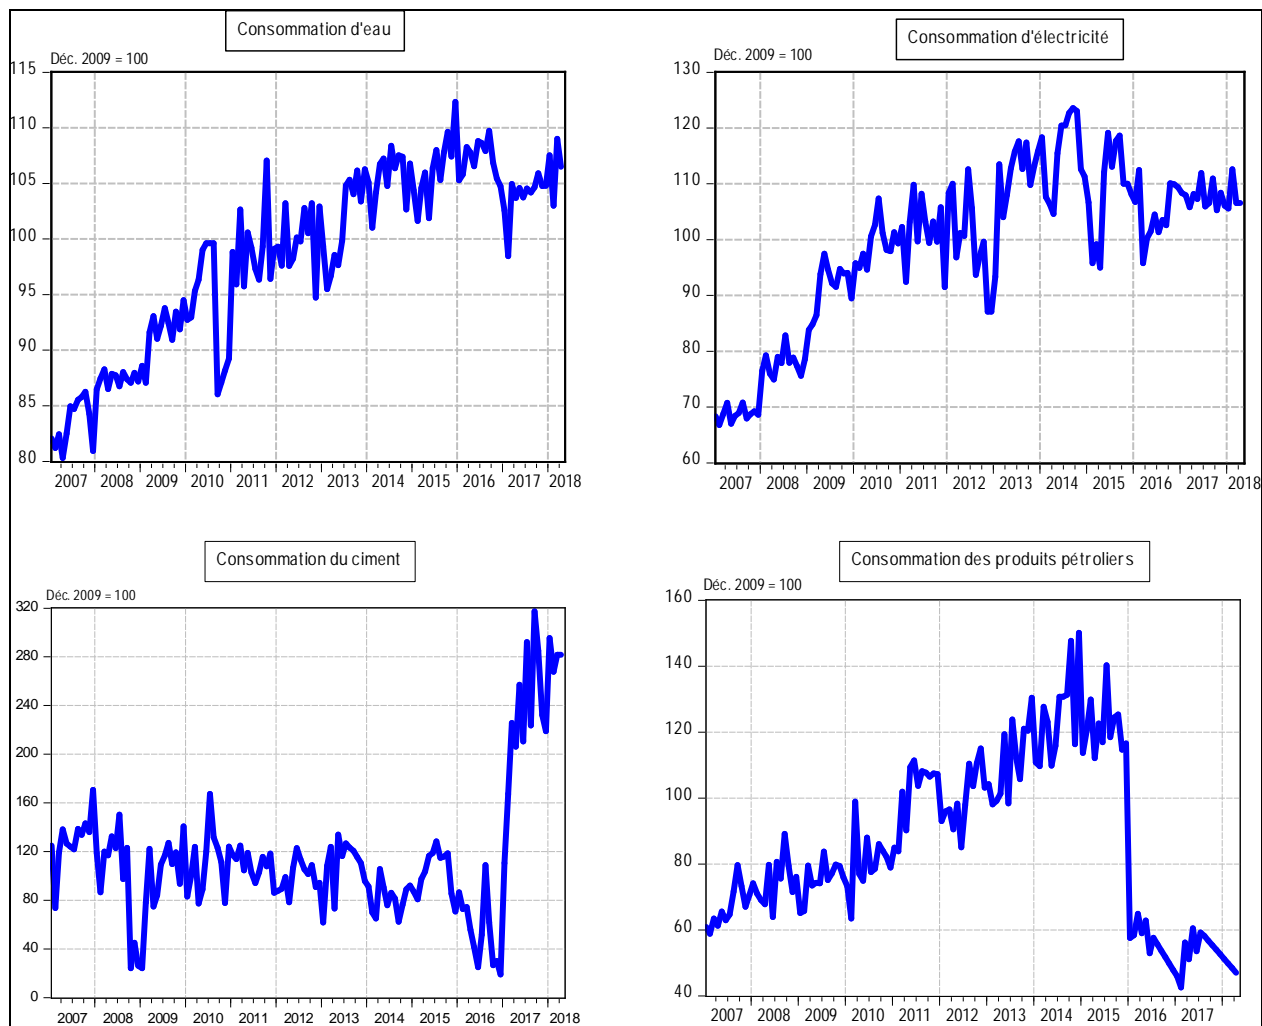 Consommation d'eau
Déc. 2009 = 100
115
110
105
100
95
90
85
80
2007 2008 2009 2010 2011 2012 2013 2014 2015 2016 2017 2018
Consommation d'électricité
Déc. 2009 = 100
130
120
110
100
90
80
70
60
2007 2008 2009 2010 2011 2012 2013 2014 2015 2016 2017 2018
Consommation du ciment
Déc. 2009 = 100
320
280
240
200
160
120
80
40
0
2007 2008 2009 2010 2011 2012 2013 2014 2015 2016 2017 2018
Consommation des produits pétroliers
Déc. 2009 = 100
160
140
120
100
80
60
40
2007 2008 2009 2010 2011 2012 2013 2014 2015 2016 2017